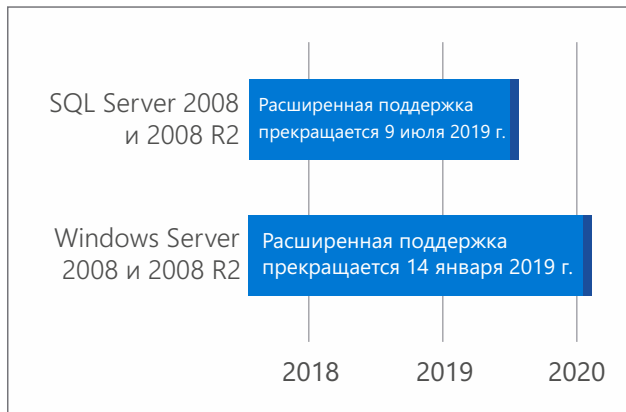 SQL Server 2008
и 2008 R2
Расширенная поддержка
прекращается 9 июля 2019 г.
Windows Server
2008 и 2008 R2
Расширенная поддержка
прекращается 14 января 2019 г.
2018
2019
2020